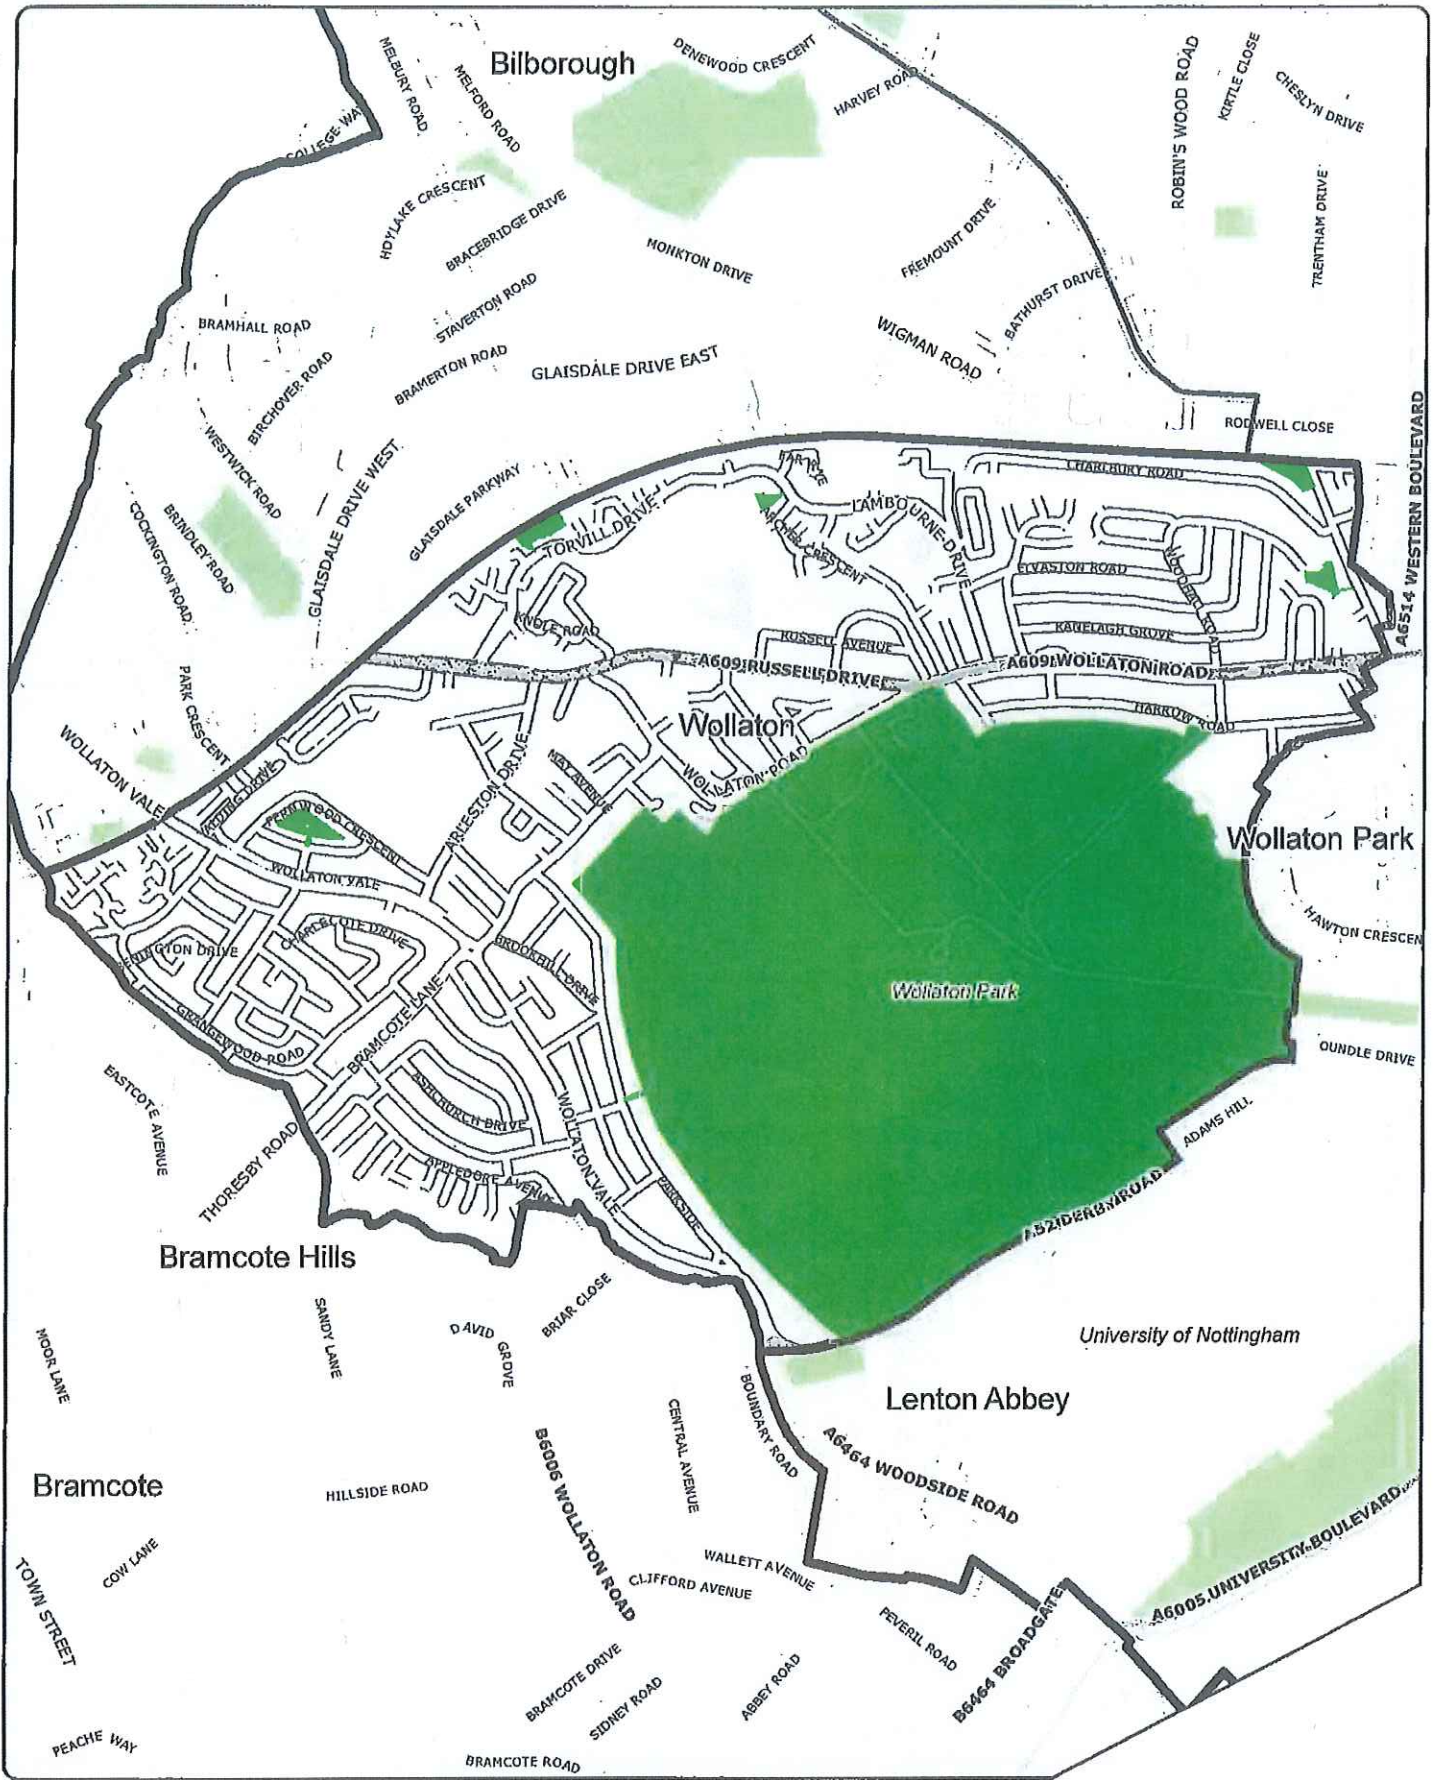 Bilborough
DENEWOOD CRESCENT
MELBURY ROAD
MELFORD ROAD
HARVEY ROAD
ROBIN'S WOOD ROAD
KIRTLE CLOSE
CHESLYN DRIVE
COLLEGE WAY
HOYLAKE CRESCENT
BRACEBRIDGE DRIVE
MONKTON DRIVE
FREMOUNT DRIVE
TRENTHAM DRIVE
BATHURST DRIVE
STAVERTON ROAD
BRAMHALL ROAD
WIGMAN ROAD
BRAMERTON ROAD
GLAISDALE DRIVE EAST
BIRCHOVER ROAD
WESTWICK ROAD
RODWELL CLOSE
A6514 WESTERN BOULEVARD
GLAISDALE DRIVE WEST
GLAISDALE PARKWAY
CHARLBURY ROAD
COCKINGTON ROAD
BRINDLEY ROAD
TORVILL DRIVE
LAMBOURNE DRIVE
ARCHER CRESCENT
ELVASTON ROAD
WOODHALL ROAD
KNOLE ROAD
RUSSELL AVENUE
RANELAGH GROVE
A609 RUSSELL DRIVE
A609 WOLLATON ROAD
PARK CRESCENT
HARROW ROAD
Wollaton
WOLLATON VALE
WOLLATON ROAD
MAY AVENUE
ARLESTON DRIVE
FERNWOOD CRESCENT
Wollaton Park
WOLLATON VALE
CHARLECOTE DRIVE
HAWTON CRESCEN
BROOKHILL DRIVE
Wollaton Park
GRANGEWOOD ROAD
BRAMCOTE LANE
OUNDLE DRIVE
EASTCOTE AVENUE
ASHCHURCH DRIVE
WOLLATON VALE
ADAMS HILL
THORESBY ROAD
APPLEDORE AVENUE
PARKSIDE
A52 DERBY ROAD
Bramcote Hills
SANDY LANE
DAVID GROVE
BRIAR CLOSE
University of Nottingham
MOOR LANE
Lenton Abbey
BOUNDARY ROAD
CENTRAL AVENUE
A6464 WOODSIDE ROAD
B6006 WOLLATON ROAD
Bramcote
HILLSIDE ROAD
A6005 UNIVERSITY BOULEVARD
COW LANE
WALLETT AVENUE
CLIFFORD AVENUE
TOWN STREET
PEVERIL ROAD
B6464 BROADGATE
BRAMCOTE DRIVE
SIDNEY ROAD
ABBEY ROAD
PEACHE WAY
BRAMCOTE ROAD